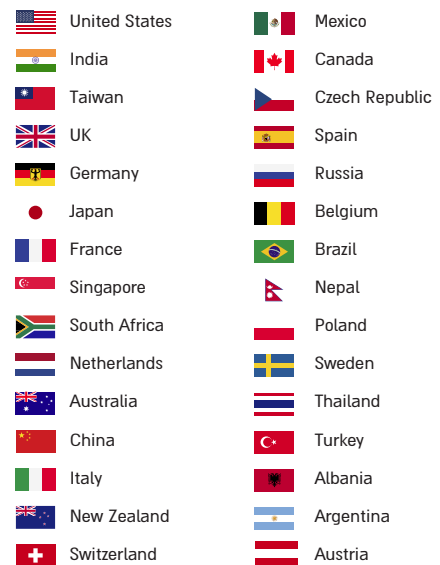 United States
India
Taiwan
UK
Germany
Japan
France
Singapore
South Africa
Netherlands
Australia
China
Italy
New Zealand
Switzerland
Mexico
Canada
Czech Republic
Spain
Russia
Belgium
Brazil
Nepal
Poland
Sweden
Thailand
Turkey
Albania
Argentina
Austria